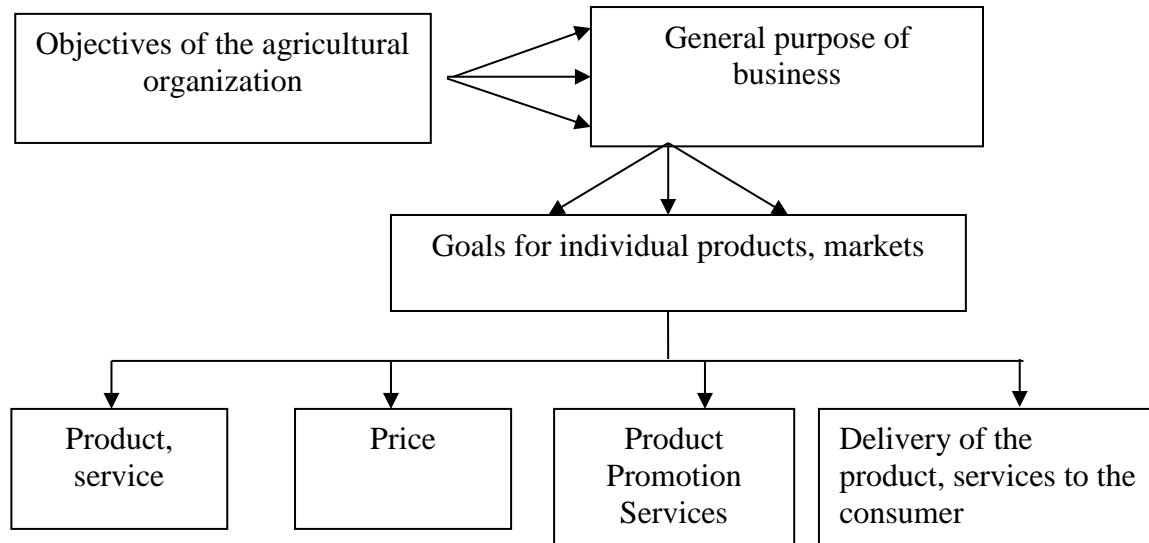 Objectives of the agricultural
organization
General purpose of
business
Goals for individual products, markets
Product,
service
Price
Product
Promotion
Services
Delivery of the
product, services to the
consumer